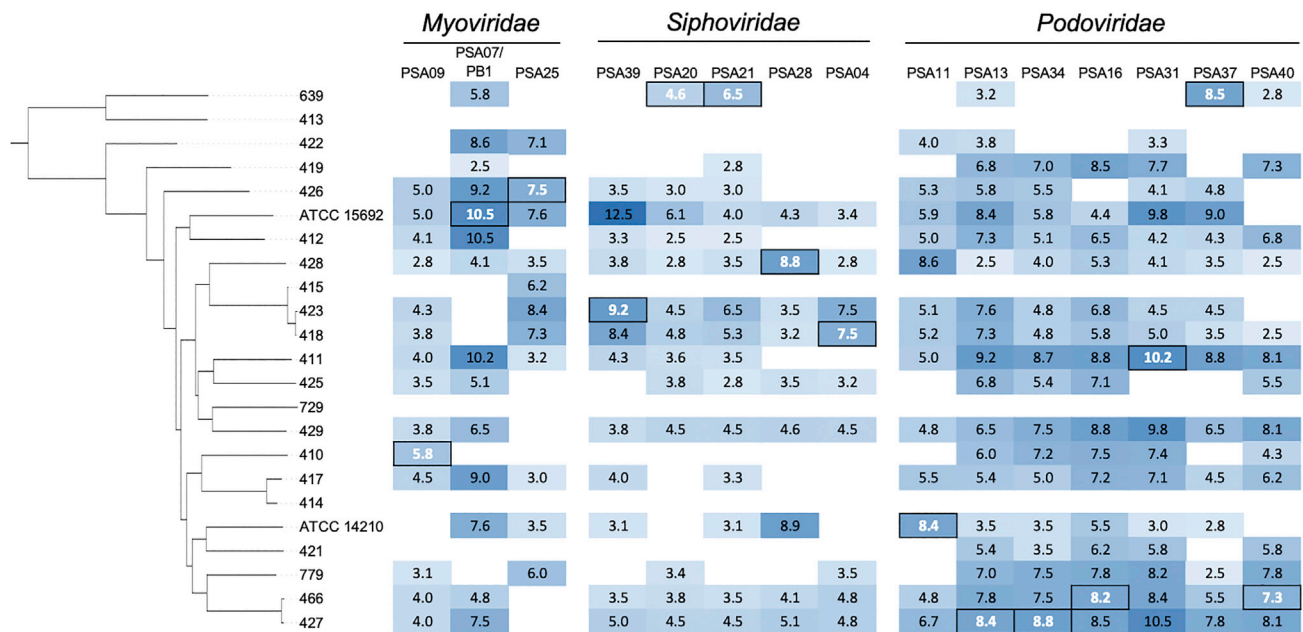 Myoviridae Siphoviridae Podoviridae
PSA09 PSA07/PB1 PSA25 PSA39 PSA20 PSA21 PSA28 PSA04 PSA11 PSA13 PSA34 PSA16 PSA31 PSA37 PSA40
639 5.8 4.6 6.5 3.2 8.5 2.8
413
422 8.6 7.1 4.0 3.8 3.3
419 2.5 2.8 6.8 7.0 8.5 7.7 7.3
426 5.0 9.2 7.5 3.5 3.0 3.0 5.3 5.8 5.5 4.1 4.8
ATCC 15692 5.0 10.5 7.6 12.5 6.1 4.0 4.3 3.4 5.9 8.4 5.8 4.4 9.8 9.0
412 4.1 10.5 3.3 2.5 2.5 5.0 7.3 5.1 6.5 4.2 4.3 6.8
428 2.8 4.1 3.5 3.8 2.8 3.5 8.8 2.8 8.6 2.5 4.0 5.3 4.1 3.5 2.5
415 6.2
423 4.3 8.4 9.2 4.5 6.5 3.5 7.5 5.1 7.6 4.8 6.8 4.5 4.5
418 3.8 7.3 8.4 4.8 5.3 3.2 7.5 5.2 7.3 4.8 5.8 5.0 3.5 2.5
411 4.0 10.2 3.2 4.3 3.6 3.5 5.0 9.2 8.7 8.8 10.2 8.8 8.1
425 3.5 5.1 3.8 2.8 3.5 3.2 6.8 5.4 7.1 5.5
729
429 3.8 6.5 3.8 4.5 4.5 4.6 4.5 4.8 6.5 7.5 8.8 9.8 6.5 8.1
410 5.8 6.0 7.2 7.5 7.4 4.3
417 4.5 9.0 3.0 4.0 3.3 5.5 5.4 5.0 7.2 7.1 4.5 6.2
414
ATCC 14210 7.6 3.5 3.1 3.1 8.9 8.4 3.5 3.5 5.5 3.0 2.8
421 5.4 3.5 6.2 5.8 5.8
779 3.1 6.0 3.4 3.5 7.0 7.5 7.8 8.2 2.5 7.8
466 4.0 4.8 3.5 3.8 3.5 4.1 4.8 4.8 7.8 7.5 8.2 8.4 5.5 7.3
427 4.0 7.5 5.0 4.5 4.5 5.1 4.8 6.7 8.4 8.8 8.5 10.5 7.8 8.1